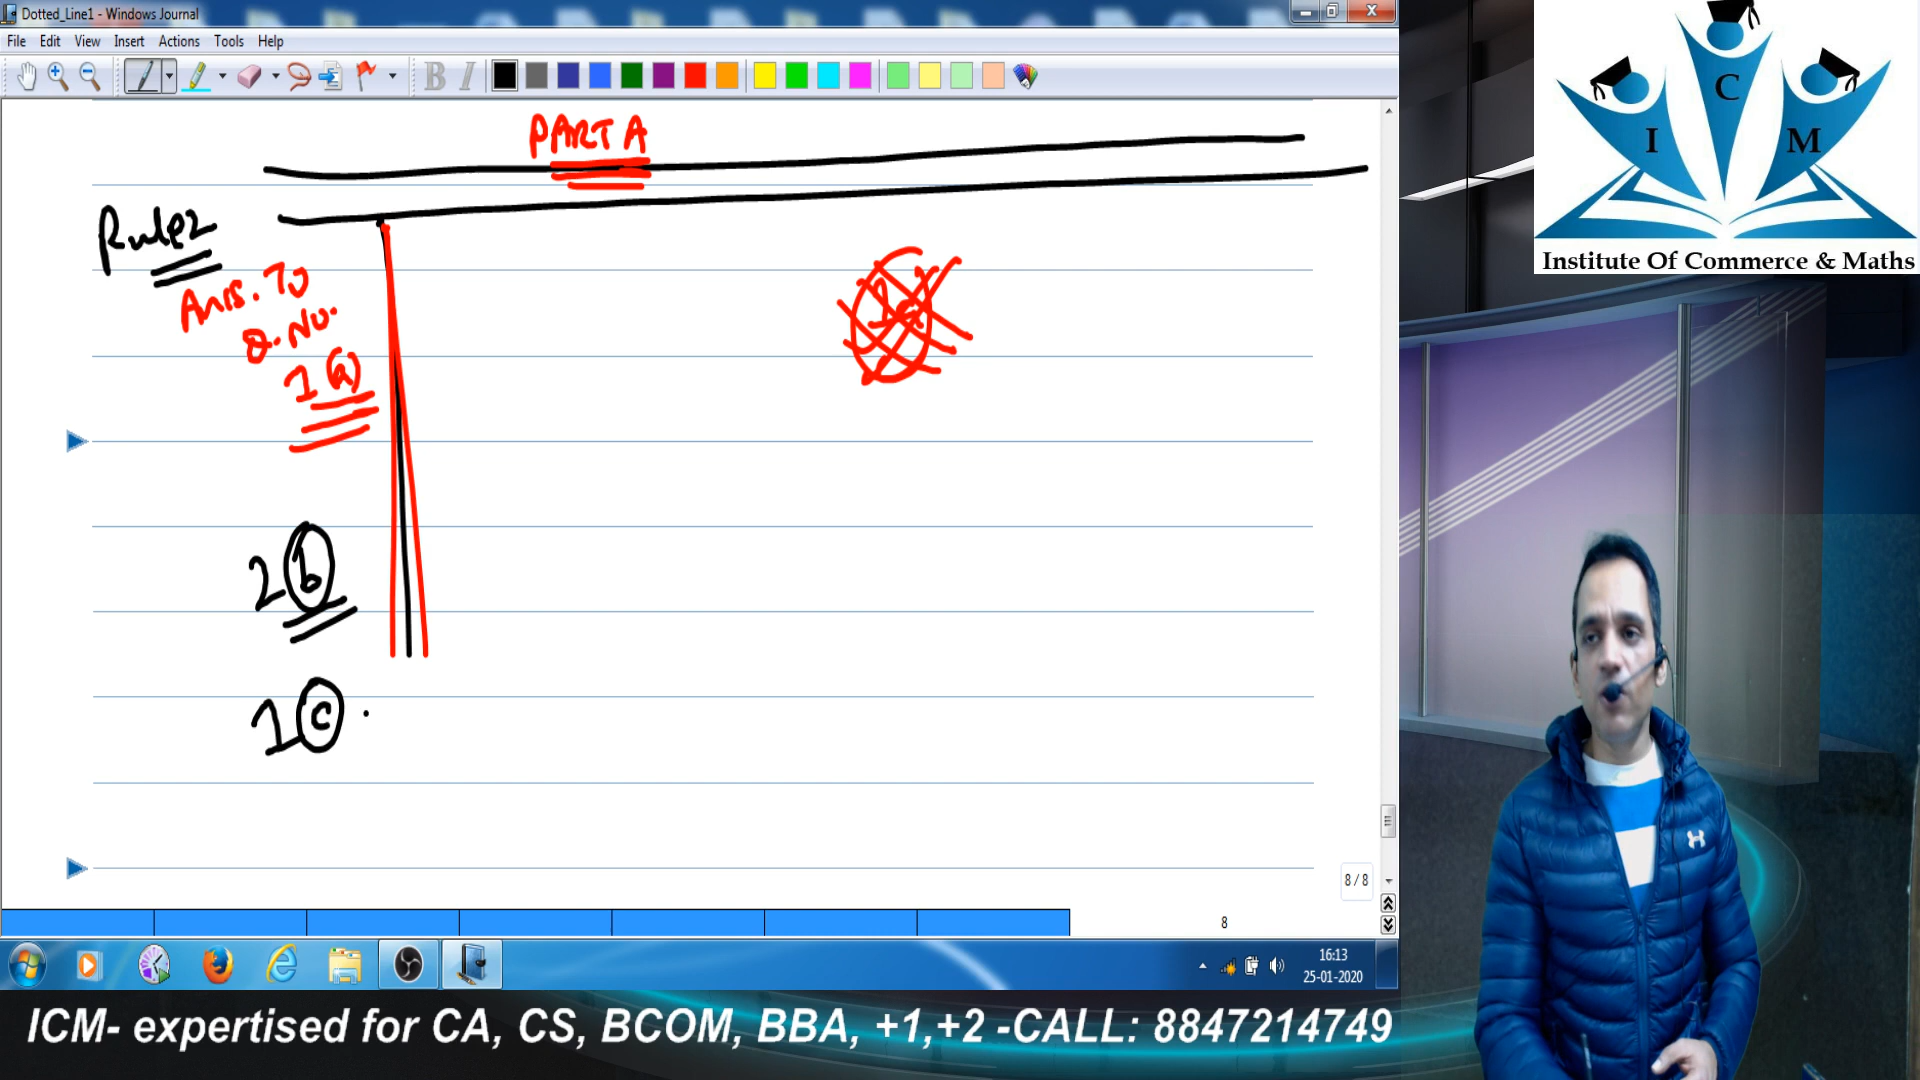 Dotted_Line1 - Windows Journal
File Edit View Insert Actions Tools Help
B I
PART A
Rule2
Ans. To
Q. No.
1 (a)
2 (b)
1 (c)
8 / 8
8
16:13
25-01-2020
I C M
Institute Of Commerce & Maths
ICM- expertised for CA, CS, BCOM, BBA, +1,+2 -CALL: 8847214749